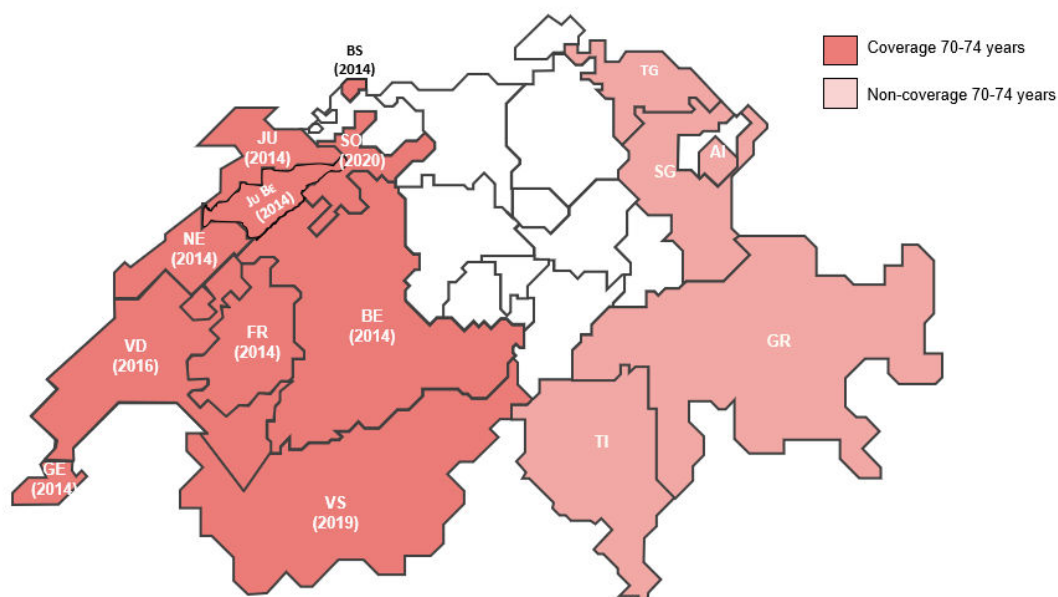 BS
(2014)
Coverage 70-74 years
Non-coverage 70-74 years
TG
JU
(2014)
SO
(2020)
AI
SG
Ju BE
(2014)
NE
(2014)
BE
(2014)
FR
(2014)
VD
(2016)
GR
TI
GE
(2014)
VS
(2019)